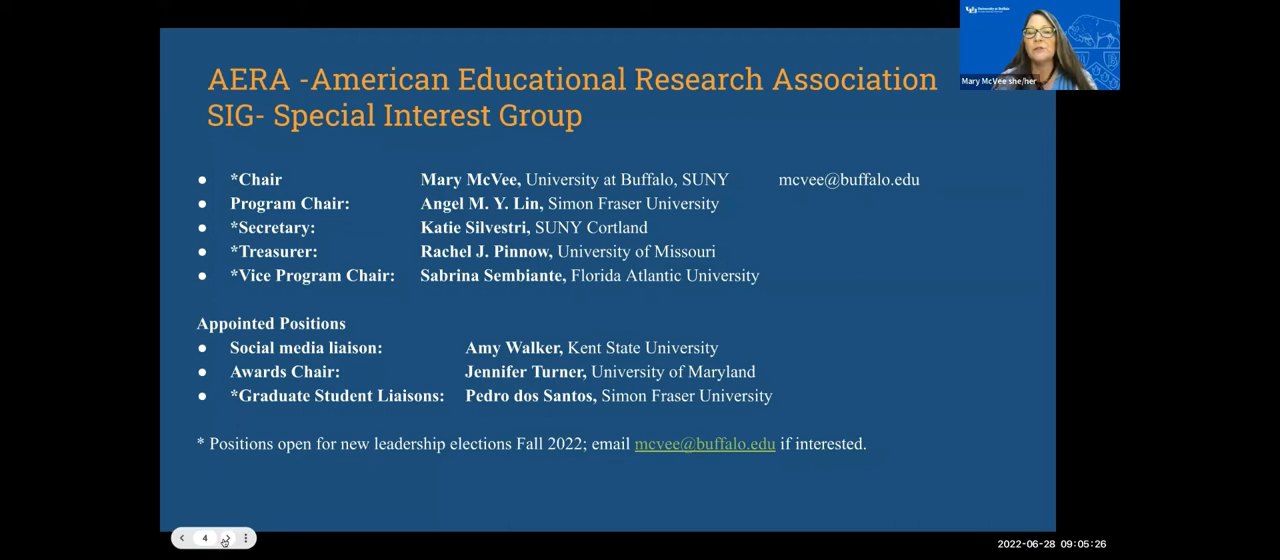 University at Buffalo
Mary McVee she/her
AERA -American Educational Research Association
SIG- Special Interest Group
● *Chair Mary McVee, University at Buffalo, SUNY mcvee@buffalo.edu
● Program Chair: Angel M. Y. Lin, Simon Fraser University
● *Secretary: Katie Silvestri, SUNY Cortland
● *Treasurer: Rachel J. Pinnow, University of Missouri
● *Vice Program Chair: Sabrina Sembiante, Florida Atlantic University
Appointed Positions
● Social media liaison: Amy Walker, Kent State University
● Awards Chair: Jennifer Turner, University of Maryland
● *Graduate Student Liaisons: Pedro dos Santos, Simon Fraser University
* Positions open for new leadership elections Fall 2022; email mcvee@buffalo.edu if interested.
4
2022-06-28 09:05:26